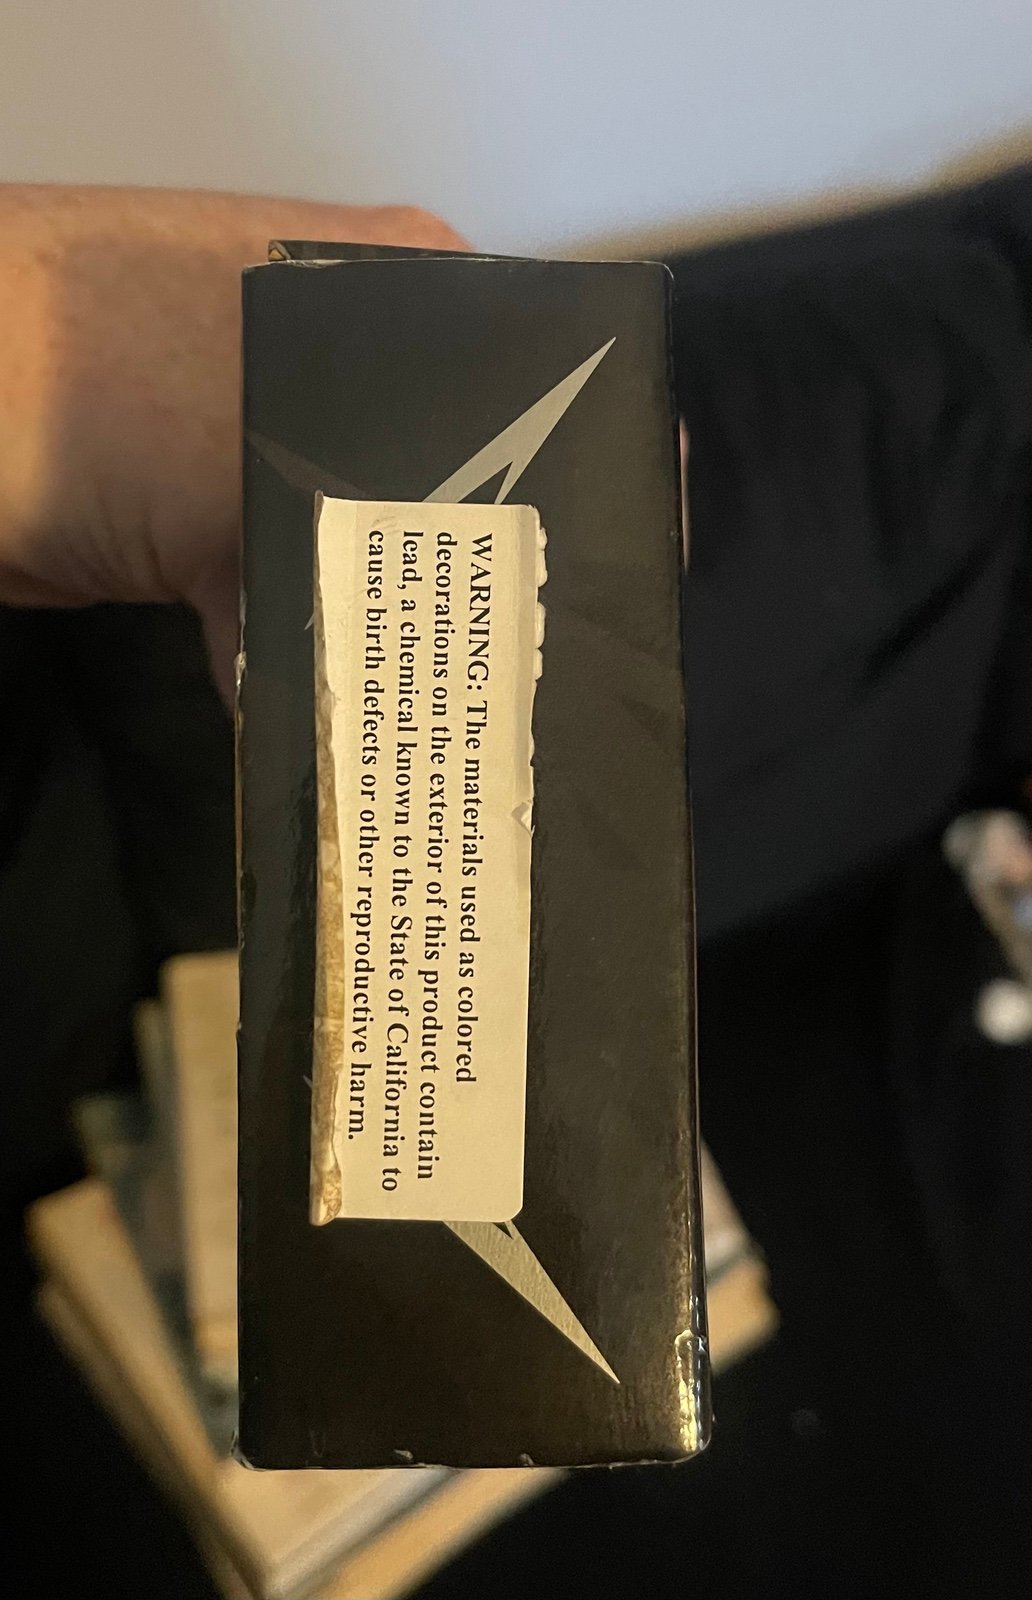 WARNING: The materials used as colored
decorations on the exterior of this product contain
lead, a chemical known to the State of California to
cause birth defects or other reproductive harm.